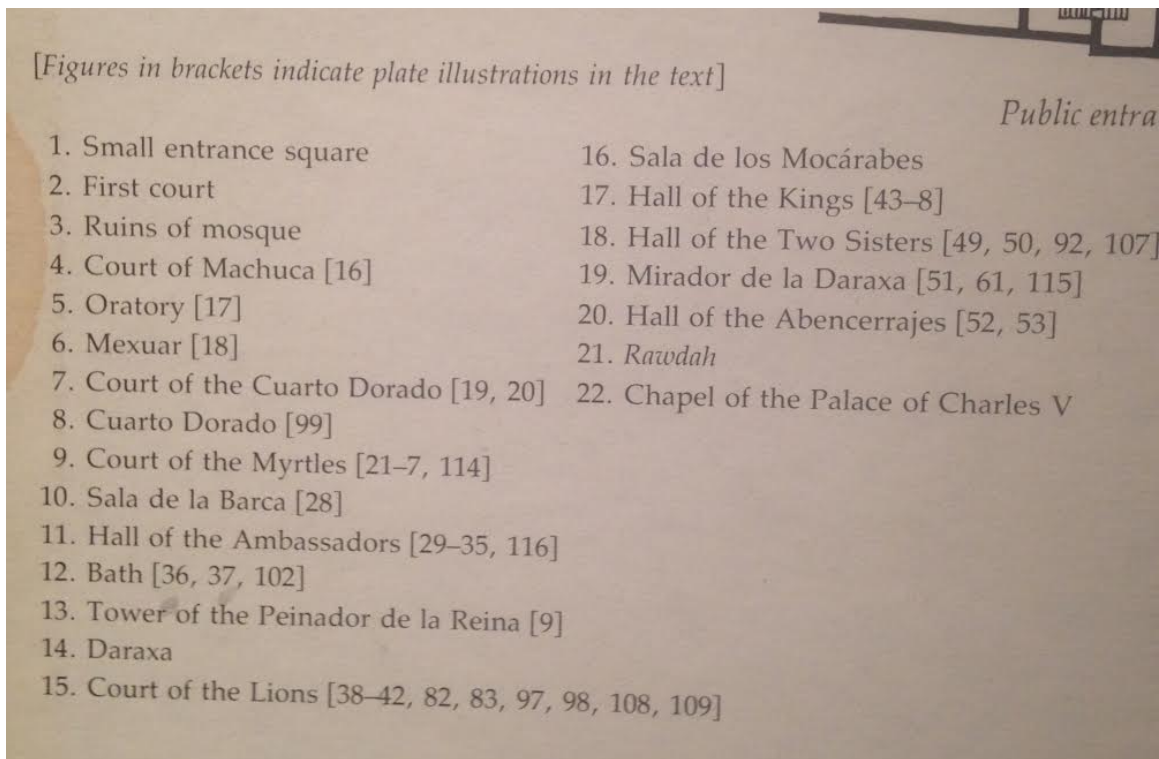 [Figures in brackets indicate plate illustrations in the text]
Public entra
1. Small entrance square
2. First court
3. Ruins of mosque
4. Court of Machuca [16]
5. Oratory [17]
6. Mexuar [18]
7. Court of the Cuarto Dorado [19, 20]
8. Cuarto Dorado [99]
9. Court of the Myrtles [21–7, 114]
10. Sala de la Barca [28]
11. Hall of the Ambassadors [29–35, 116]
12. Bath [36, 37, 102]
13. Tower of the Peinador de la Reina [9]
14. Daraxa
15. Court of the Lions [38–42, 82, 83, 97, 98, 108, 109]
16. Sala de los Mocárabes
17. Hall of the Kings [43–8]
18. Hall of the Two Sisters [49, 50, 92, 107]
19. Mirador de la Daraxa [51, 61, 115]
20. Hall of the Abencerrajes [52, 53]
21. Rawdah
22. Chapel of the Palace of Charles V